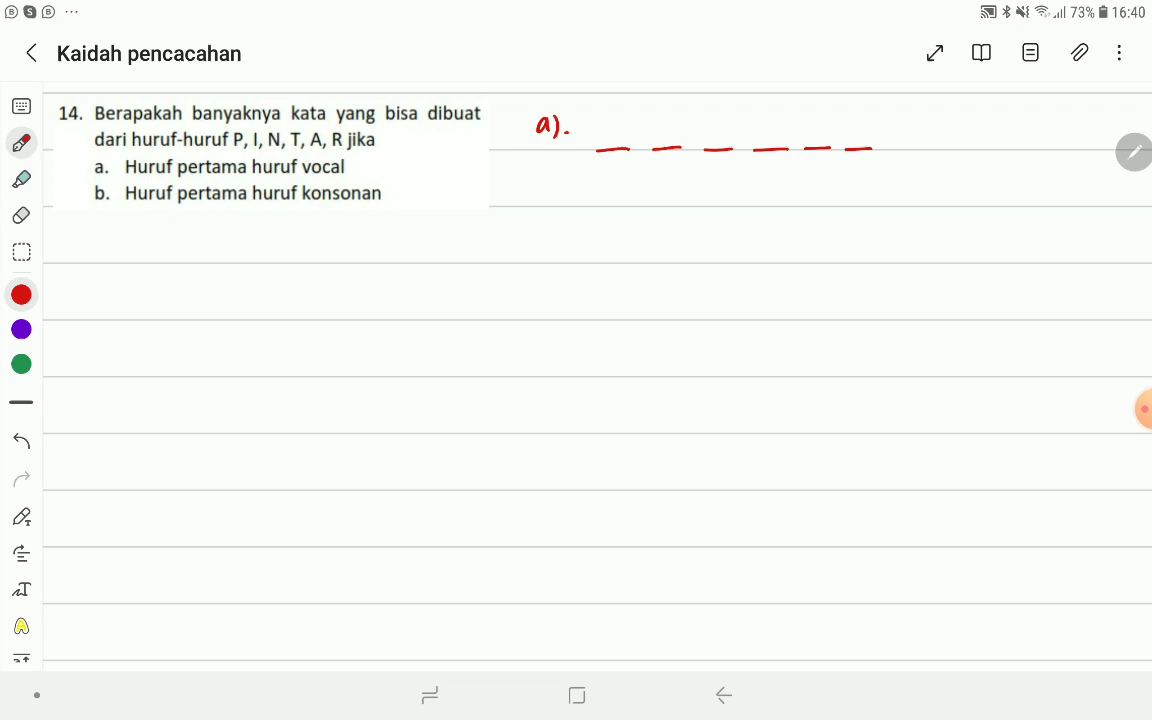 73% 16:40
Kaidah pencacahan
14. Berapakah banyaknya kata yang bisa dibuat
dari huruf-huruf P, I, N, T, A, R jika
a. Huruf pertama huruf vocal
b. Huruf pertama huruf konsonan
a).